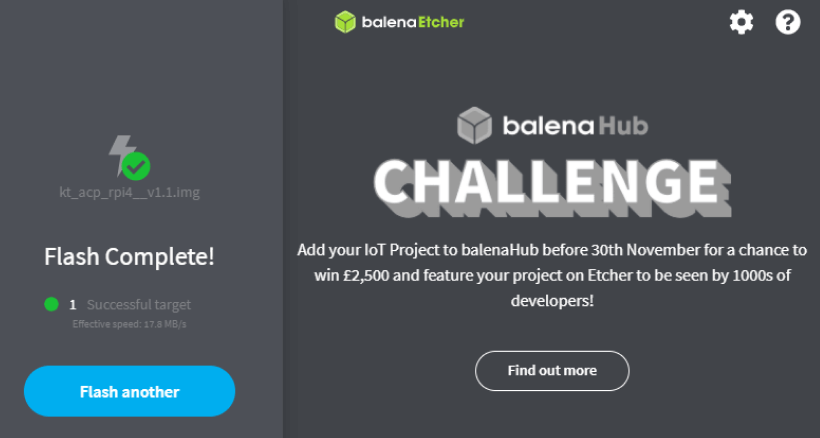 balenaEtcher
kt_acp_rpi4__v1.1.img
Flash Complete!
1 Successful target
Effective speed: 17.8 MB/s
Flash another
balenaHub
CHALLENGE
Add your IoT Project to balenaHub before 30th November for a chance to
win £2,500 and feature your project on Etcher to be seen by 1000s of
developers!
Find out more